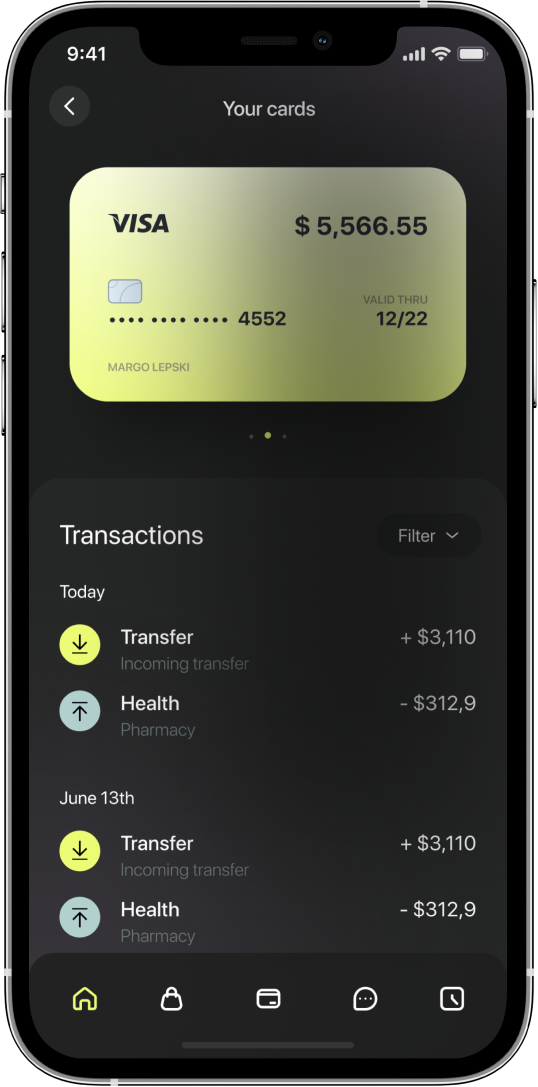 9:41
Your cards
VISA
$ 5,566.55
VALID THRU
•••• •••• •••• 4552
12/22
MARGO LEPSKI
Transactions
Filter
Today
Transfer
+ $3,110
Incoming transfer
Health
- $312,9
Pharmacy
June 13th
Transfer
+ $3,110
Incoming transfer
Health
- $312,9
Pharmacy